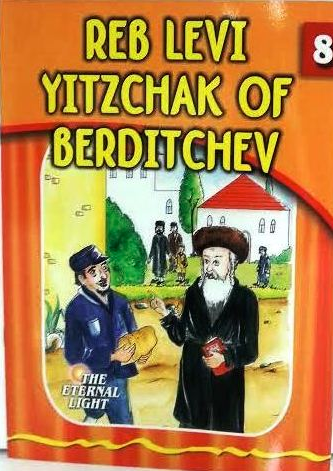 REB LEVI
YITZCHAK OF
BERDITCHEV
8
THE
ETERNAL
LIGHT